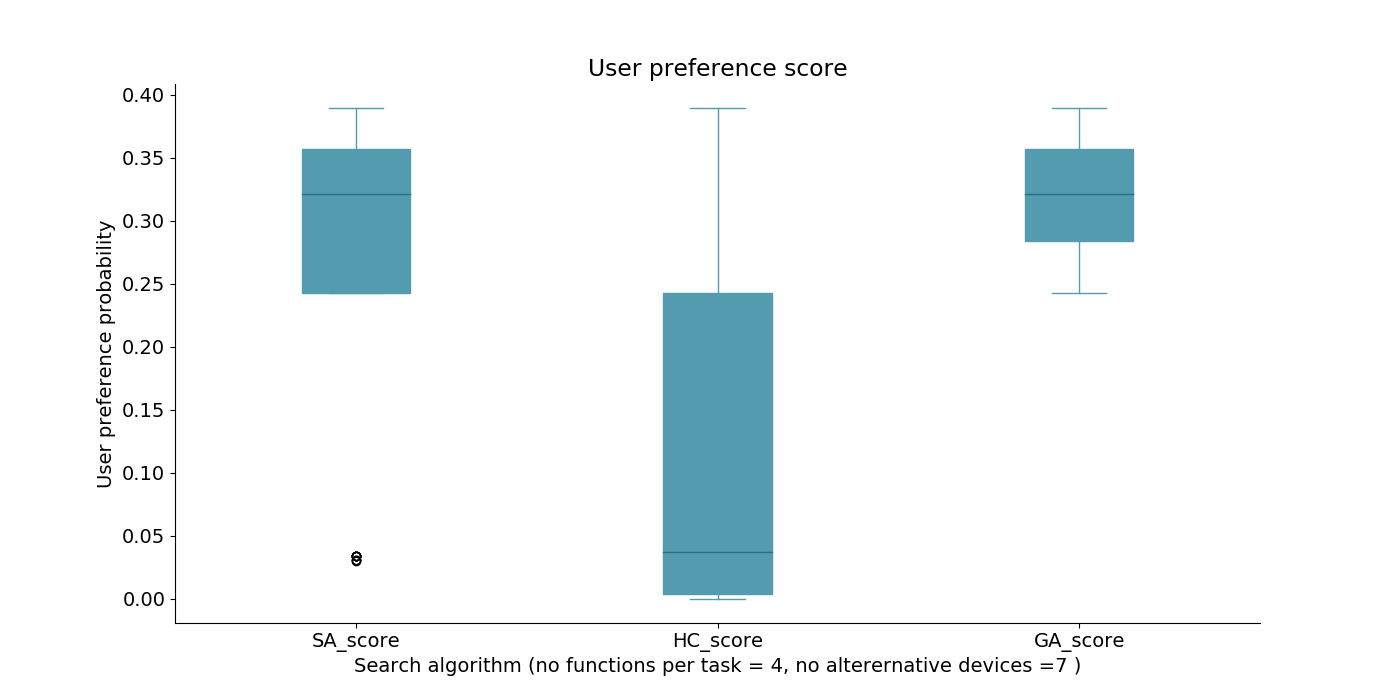 User preference score
User preference probability
0.40
0.35
0.30
0.25
0.20
0.15
0.10
0.05
0.00
SA_score HC_score GA_score
Search algorithm (no functions per task = 4, no altererernative devices =7 )